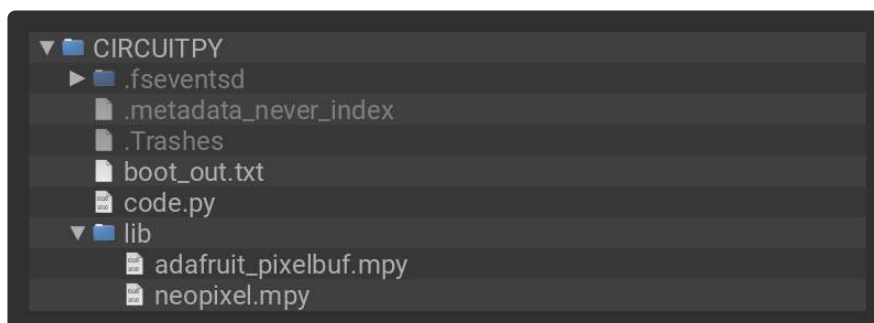 CIRCUITPY
.fseventsd
.metadata_never_index
.Trashes
boot_out.txt
code.py
lib
adafruit_pixelbuf.mpy
neopixel.mpy